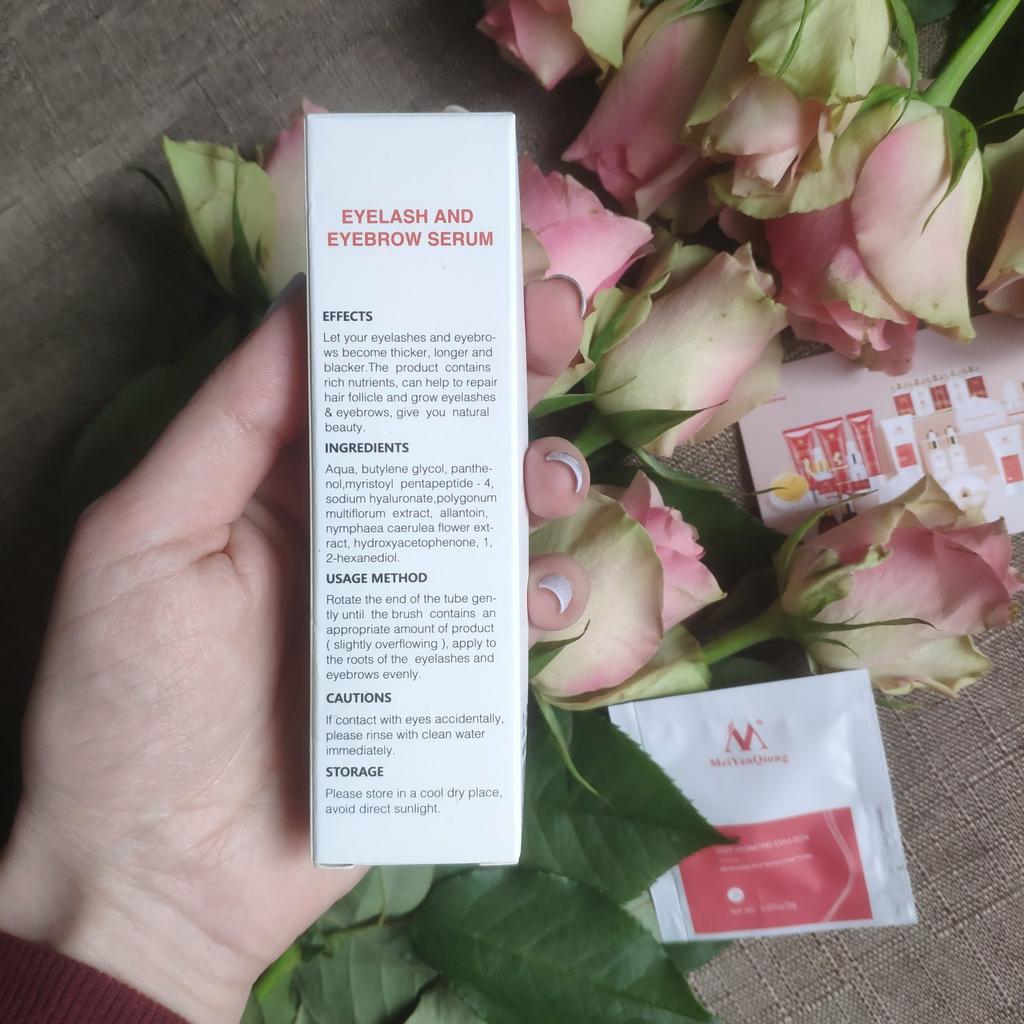 EYELASH AND
EYEBROW SERUM
EFFECTS
Let your eyelashes and eyebro-
ws become thicker, longer and
blacker.The product contains
rich nutrients, can help to repair
hair follicle and grow eyelashes
& eyebrows, give you natural
beauty.
INGREDIENTS
Aqua, butylene glycol, panthe-
nol,myristoyl pentapeptide - 4,
sodium hyaluronate,polygonum
multiflorum extract, allantoin,
nymphaea caerulea flower ext-
ract, hydroxyacetophenone, 1,
2-hexanediol.
USAGE METHOD
Rotate the end of the tube gen-
tly until the brush contains an
appropriate amount of product
( slightly overflowing ), apply to
the roots of the eyelashes and
eyebrows evenly.
CAUTIONS
If contact with eyes accidentally,
please rinse with clean water
immediately.
STORAGE
Please store in a cool dry place,
avoid direct sunlight.
MeiYanQiong
HYDRATING EMULSION